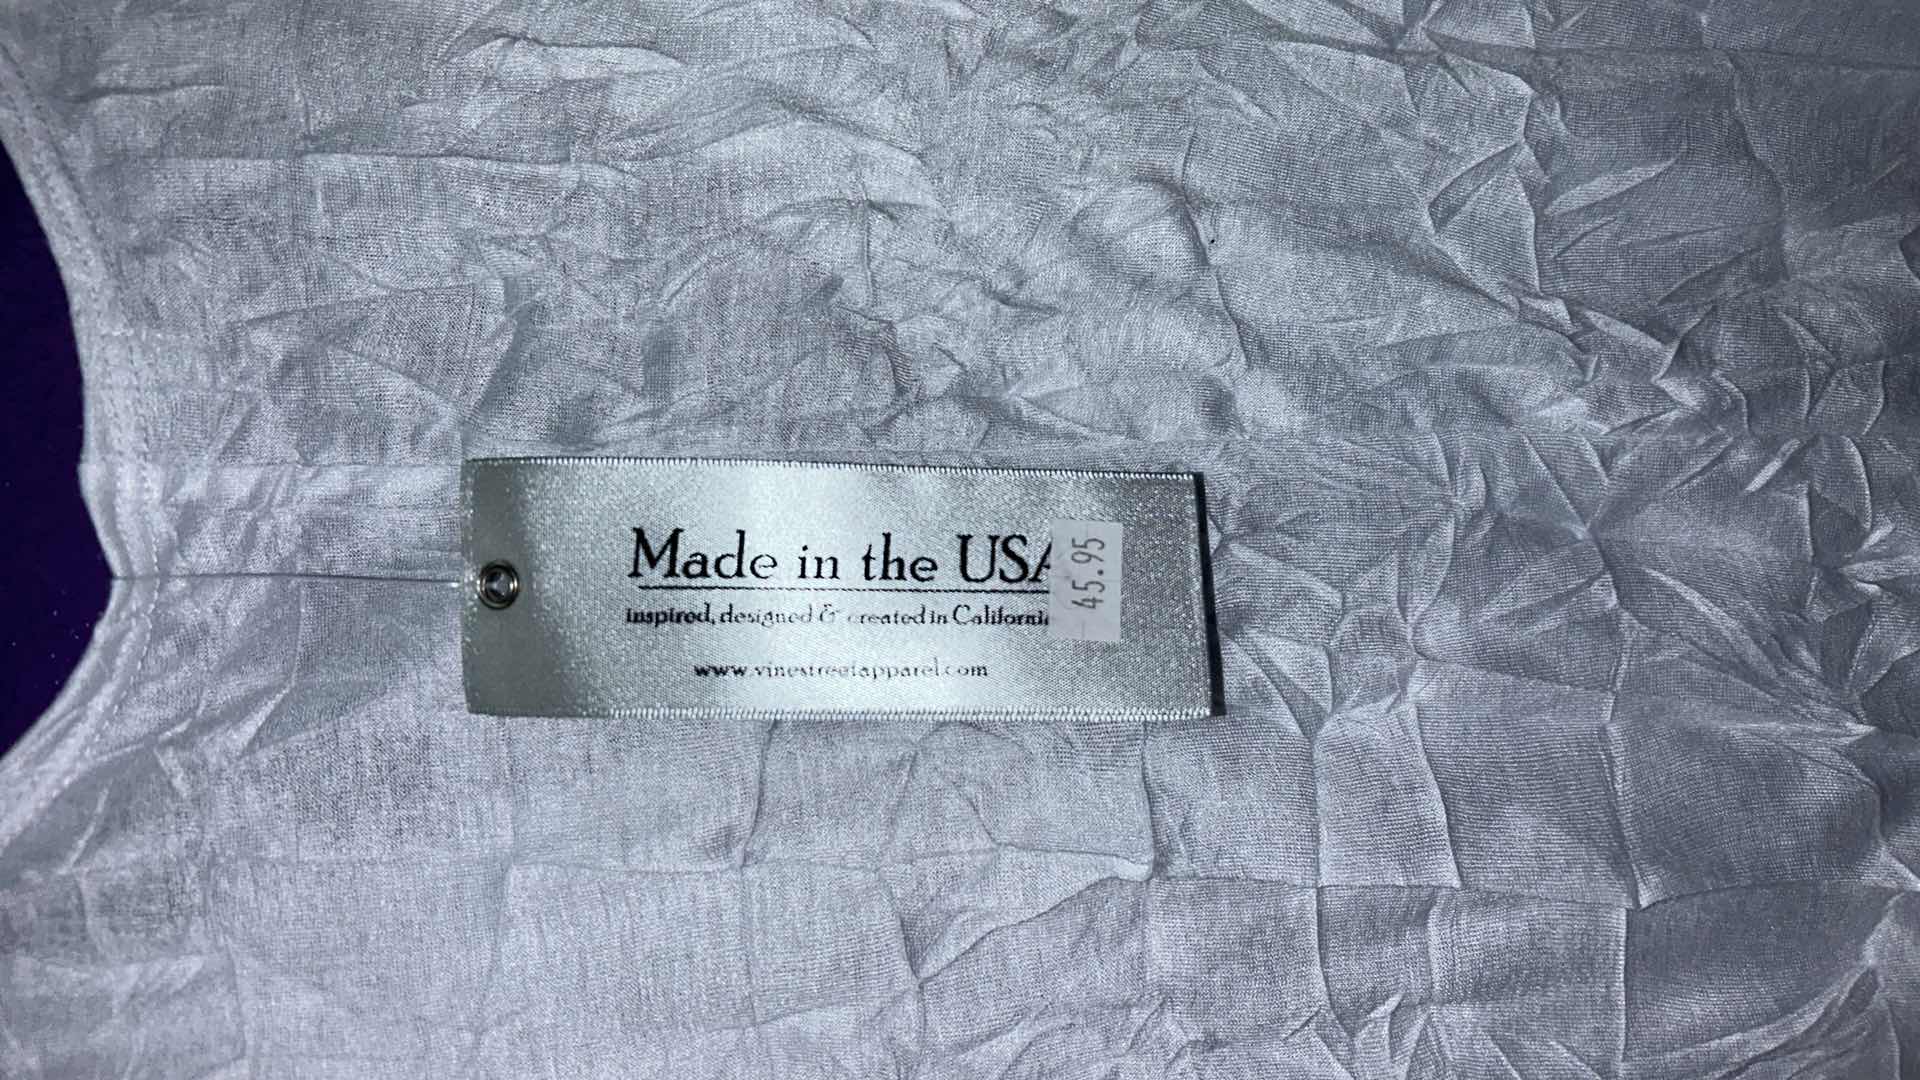 Made in the USA
inspired, designed & created in California
www.vinestreetapparel.com
45.95